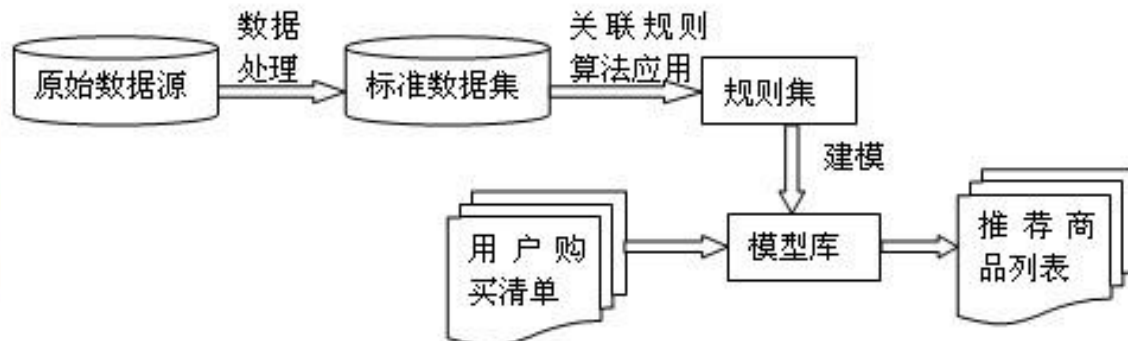 原始数据源
数据
处理
标准数据集
关联规则
算法应用
规则集
建模
用户购
买清单
模型库
推荐商
品列表